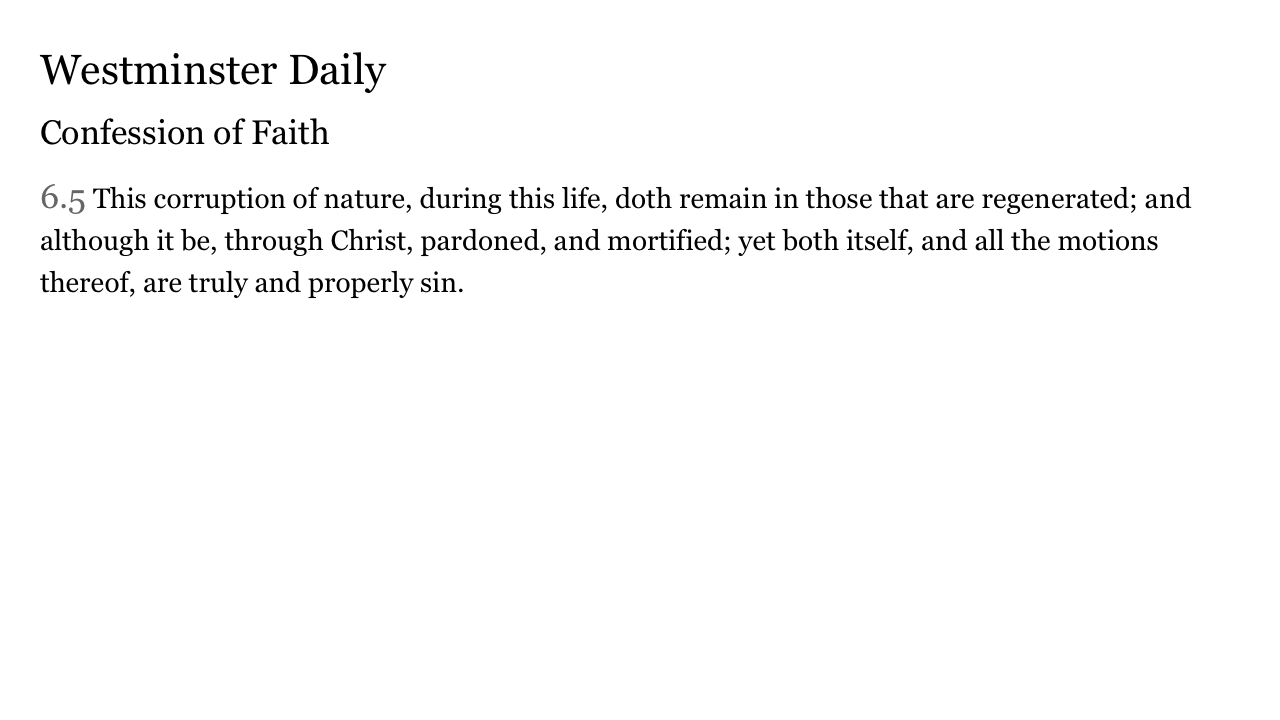 Westminster Daily
Confession of Faith
6.5 This corruption of nature, during this life, doth remain in those that are regenerated; and
although it be, through Christ, pardoned, and mortified; yet both itself, and all the motions
thereof, are truly and properly sin.